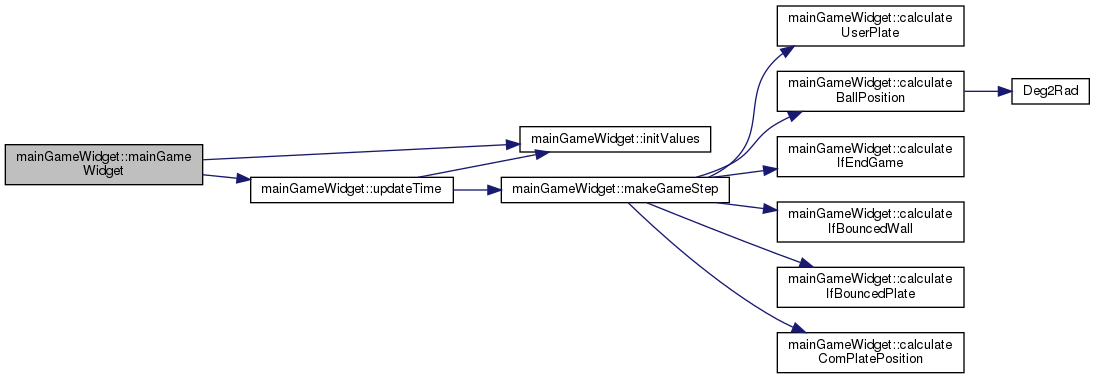 mainGameWidget::calculate
UserPlate
mainGameWidget::calculate
BallPosition
Deg2Rad
mainGameWidget::mainGame
Widget
mainGameWidget::initValues
mainGameWidget::calculate
IfEndGame
mainGameWidget::updateTime
mainGameWidget::makeGameStep
mainGameWidget::calculate
IfBouncedWall
mainGameWidget::calculate
IfBouncedPlate
mainGameWidget::calculate
ComPlatePosition